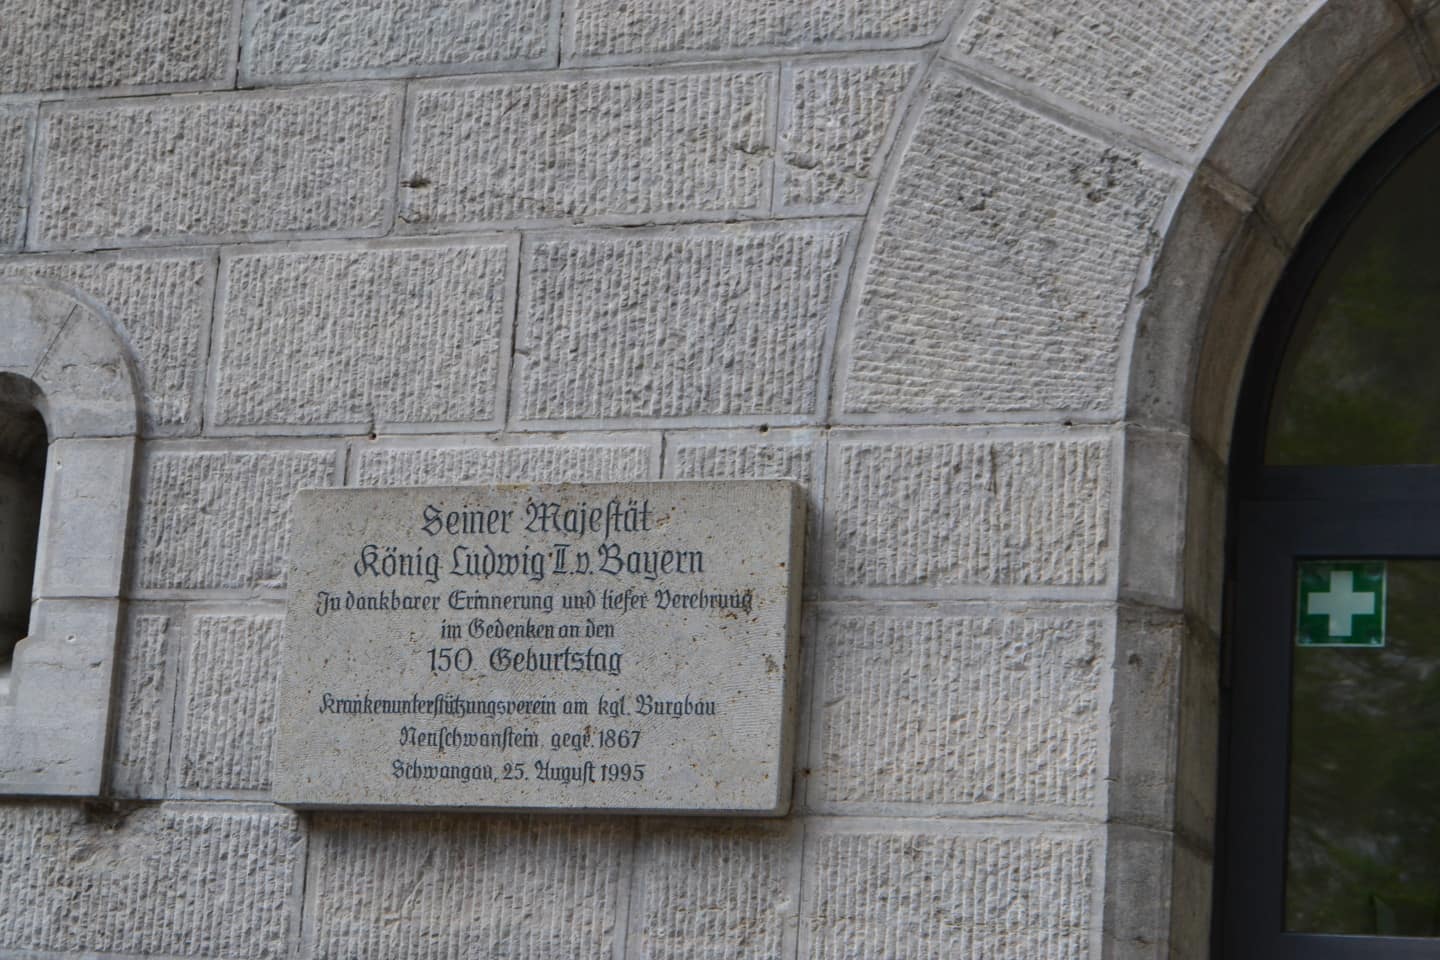 Seiner Majestät
König Ludwig II. v. Bayern
In dankbarer Erinnerung und tiefer Verehrung
im Gedenken an den
150 Geburtstag
Krankenunterstützungsverein am kgl. Burgbau
Neuschwanstein gegr. 1867
Schwangau, 25. August 1995